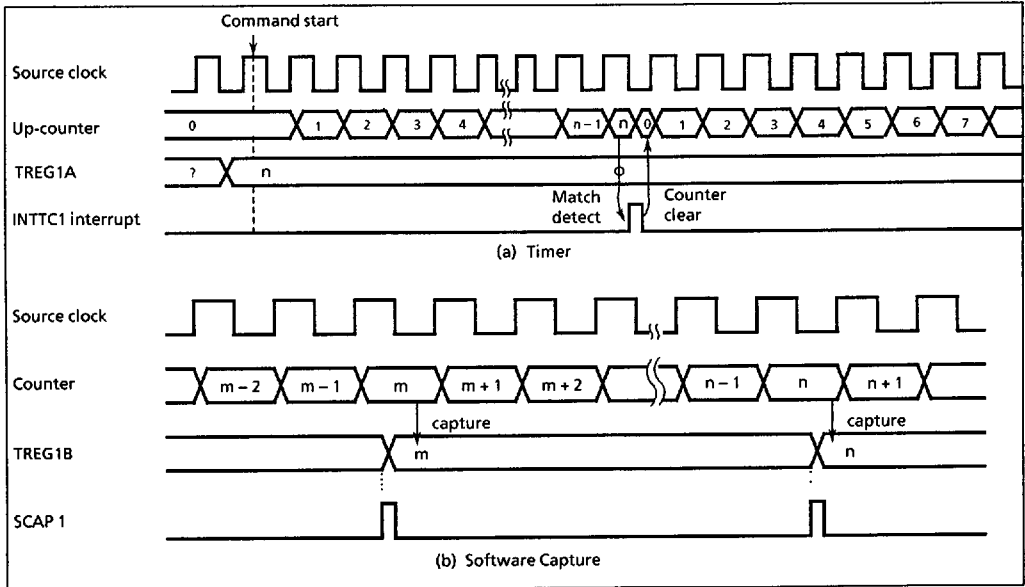 Command start
Source clock
Up-counter 0 1 2 3 4 n – 1 n 0 1 2 3 4 5 6 7
TREG1A ? n
Match detect
Counter clear
INTTC1 interrupt
(a) Timer
Source clock
Counter m – 2 m – 1 m m + 1 m + 2 n – 1 n n + 1
capture capture
TREG1B m n
SCAP 1
(b) Software Capture